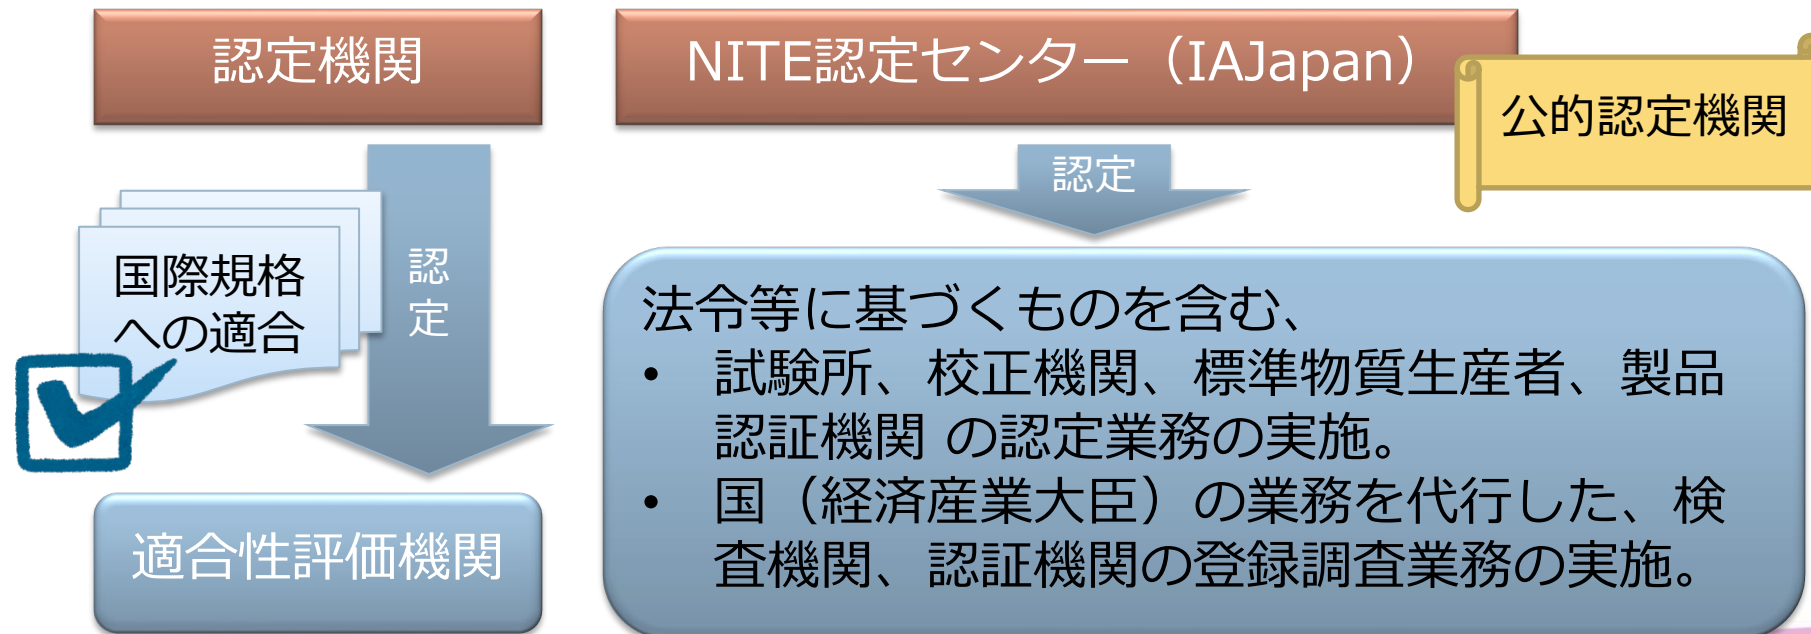 認定機関
認定
国際規格
への適合
適合性評価機関
NITE認定センター（IAJapan）
公的認定機関
認定
法令等に基づくものを含む、
• 試験所、校正機関、標準物質生産者、製品
認証機関 の認定業務の実施。
• 国（経済産業大臣）の業務を代行した、検
査機関、認証機関の登録調査業務の実施。